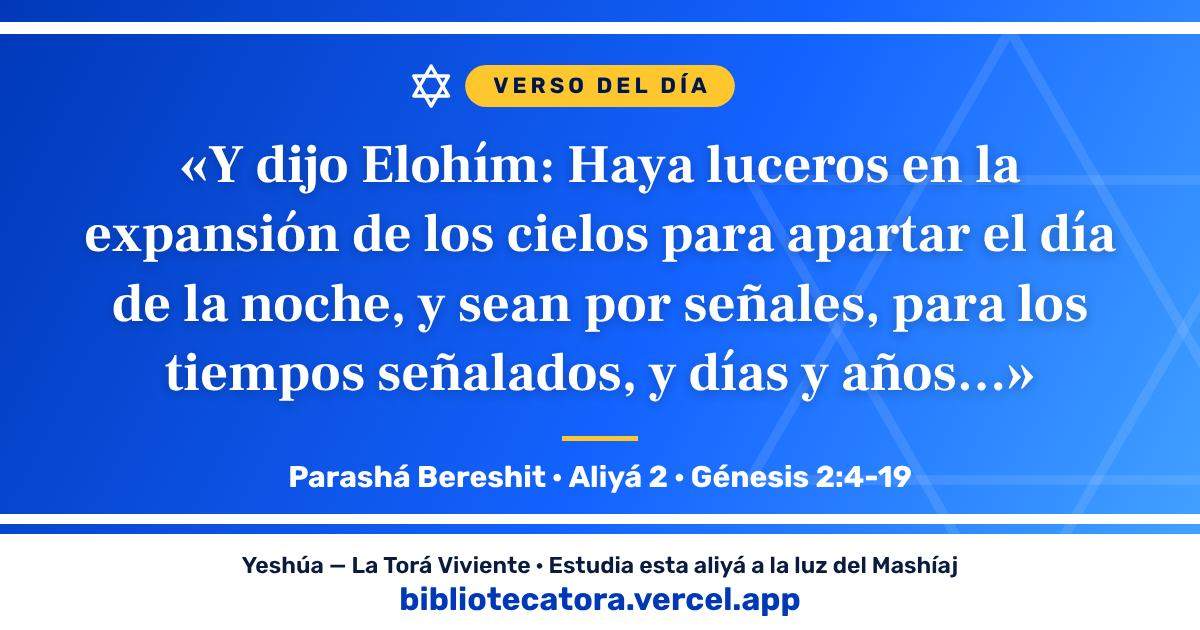 VERSO DEL DÍA
«Y dijo Elohím: Haya luceros en la
expansión de los cielos para apartar el día
de la noche, y sean por señales, para los
tiempos señalados, y días y años...»
Parashá Bereshit • Aliyá 2 • Génesis 2:4-19
Yeshúa — La Torá Viviente • Estudia esta aliyá a la luz del Mashíaj
bibliotecatora.vercel.app